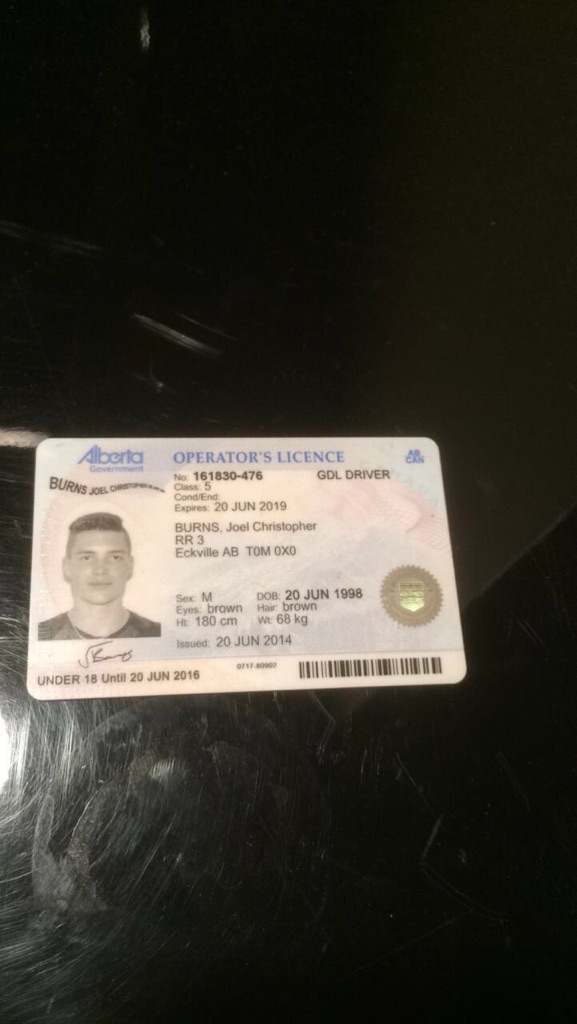 Alberta
Government
OPERATOR'S LICENCE
AB
CAN
No: 161830-476
GDL DRIVER
Class: 5
Cond/End:
Expires: 20 JUN 2019
BURNS JOEL CHRISTOPHER
BURNS, Joel Christopher
RR 3
Eckville AB T0M 0X0
Sex: M DOB: 20 JUN 1998
Eyes: brown Hair: brown
Ht: 180 cm Wt: 68 kg
Issued: 20 JUN 2014
0717-80907
UNDER 18 Until 20 JUN 2016